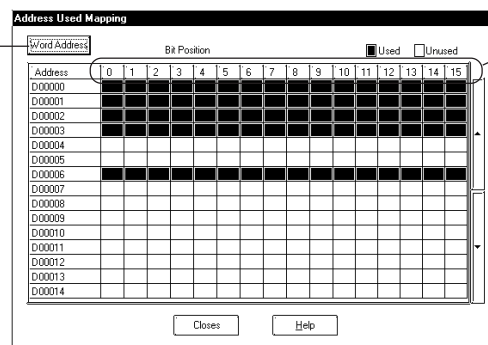 Address Used Mapping
Word Address
Bit Position
Used Unused
Address 0 1 2 3 4 5 6 7 8 9 10 11 12 13 14 15
D00000
D00001
D00002
D00003
D00004
D00005
D00006
D00007
D00008
D00009
D00010
D00011
D00012
D00013
D00014
Closes Help